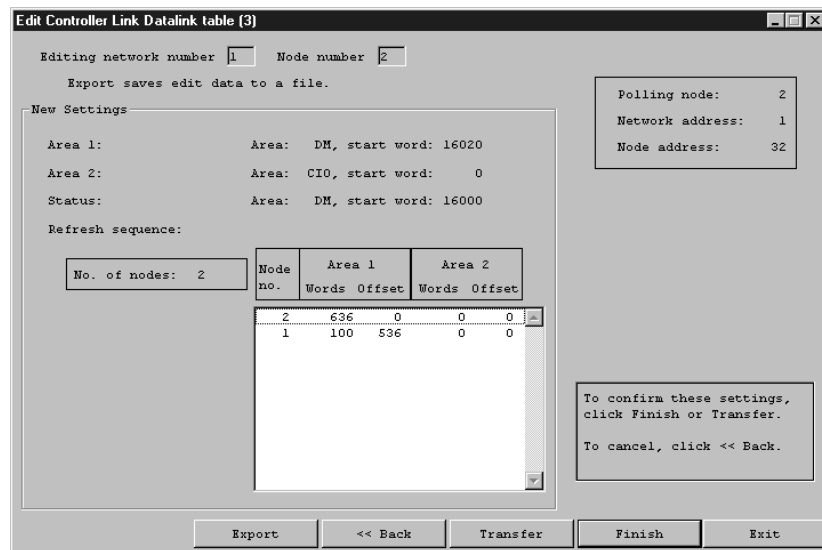 Edit Controller Link Datalink table (3)
Editing network number 1 Node number 2
Export saves edit data to a file.
Polling node: 2
Network address: 1
Node address: 32
New Settings
Area 1: Area: DM, start word: 16020
Area 2: Area: CIO, start word: 0
Status: Area: DM, start word: 16000
Refresh sequence:
No. of nodes: 2
Node no. Area 1 Area 2
Words Offset Words Offset
2 636 0 0 0
1 100 536 0 0
To confirm these settings,
click Finish or Transfer.
To cancel, click << Back.
Export << Back Transfer Finish Exit